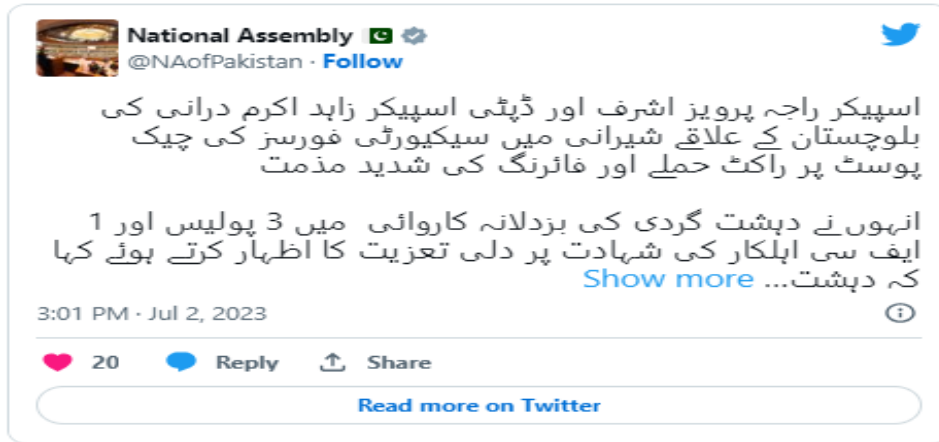 National Assembly 🇵🇰
@NAofPakistan · Follow
اسپیکر راجہ پرویز اشرف اور ڈپٹی اسپیکر زاہد اکرم درانی کی
بلوچستان کے علاقے شیرانی میں سیکیورٹی فورسز کی چیک
پوسٹ پر راکٹ حملے اور فائرنگ کی شدید مذمت
انہوں نے دہشت گردی کی بزدلانہ کاروائی میں 3 پولیس اور 1
ایف سی اہلکار کی شہادت پر دلی تعزیت کا اظہار کرتے ہوئے کہا
کہ دہشت... Show more
3:01 PM · Jul 2, 2023
20 Reply Share
Read more on Twitter